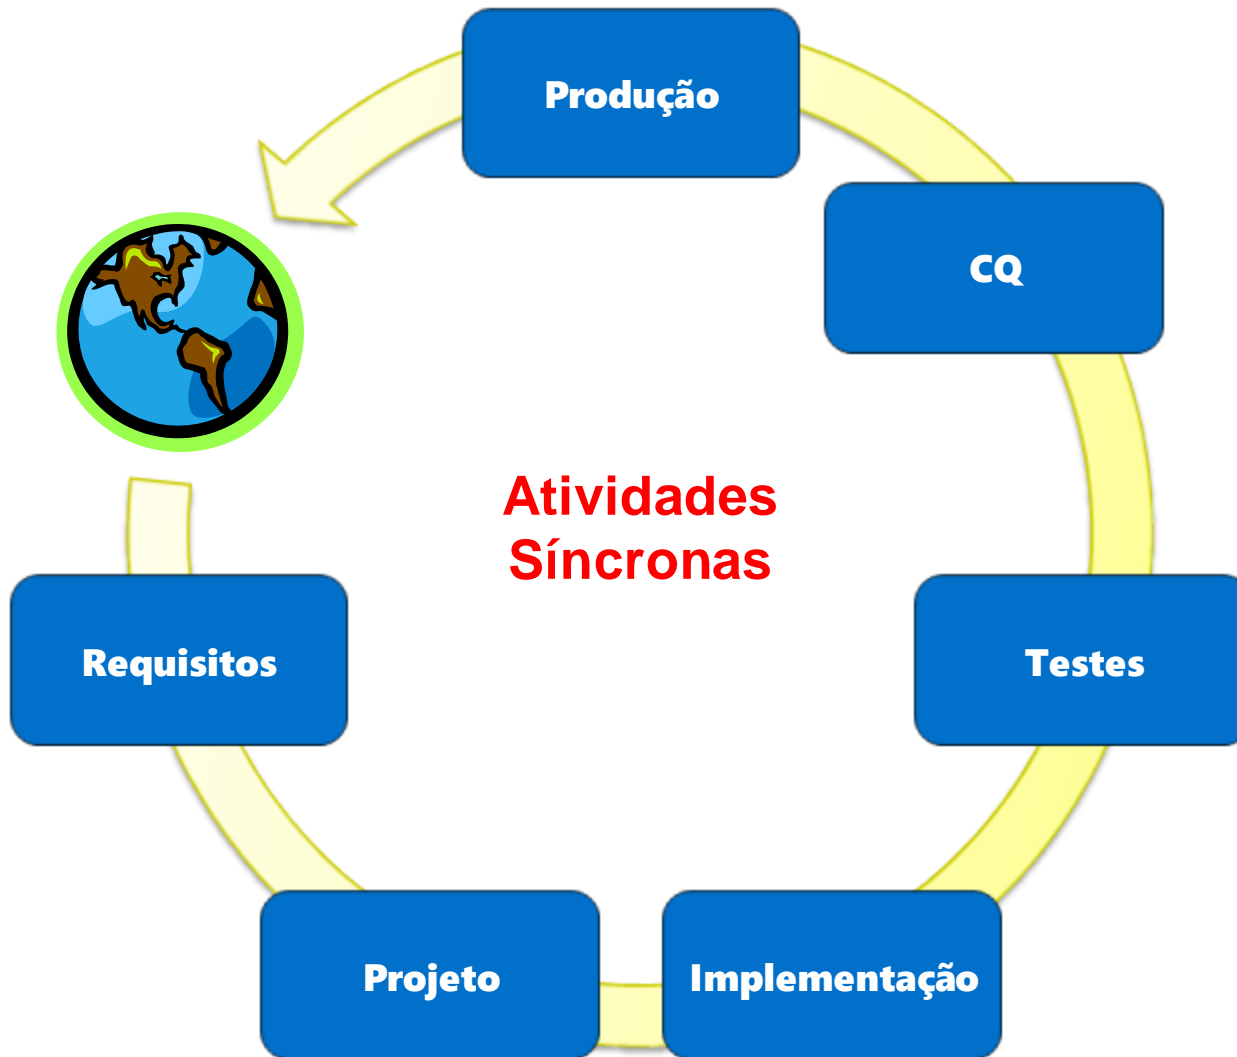 Produção
CQ
Atividades
Síncronas
Requisitos
Testes
Projeto
Implementação